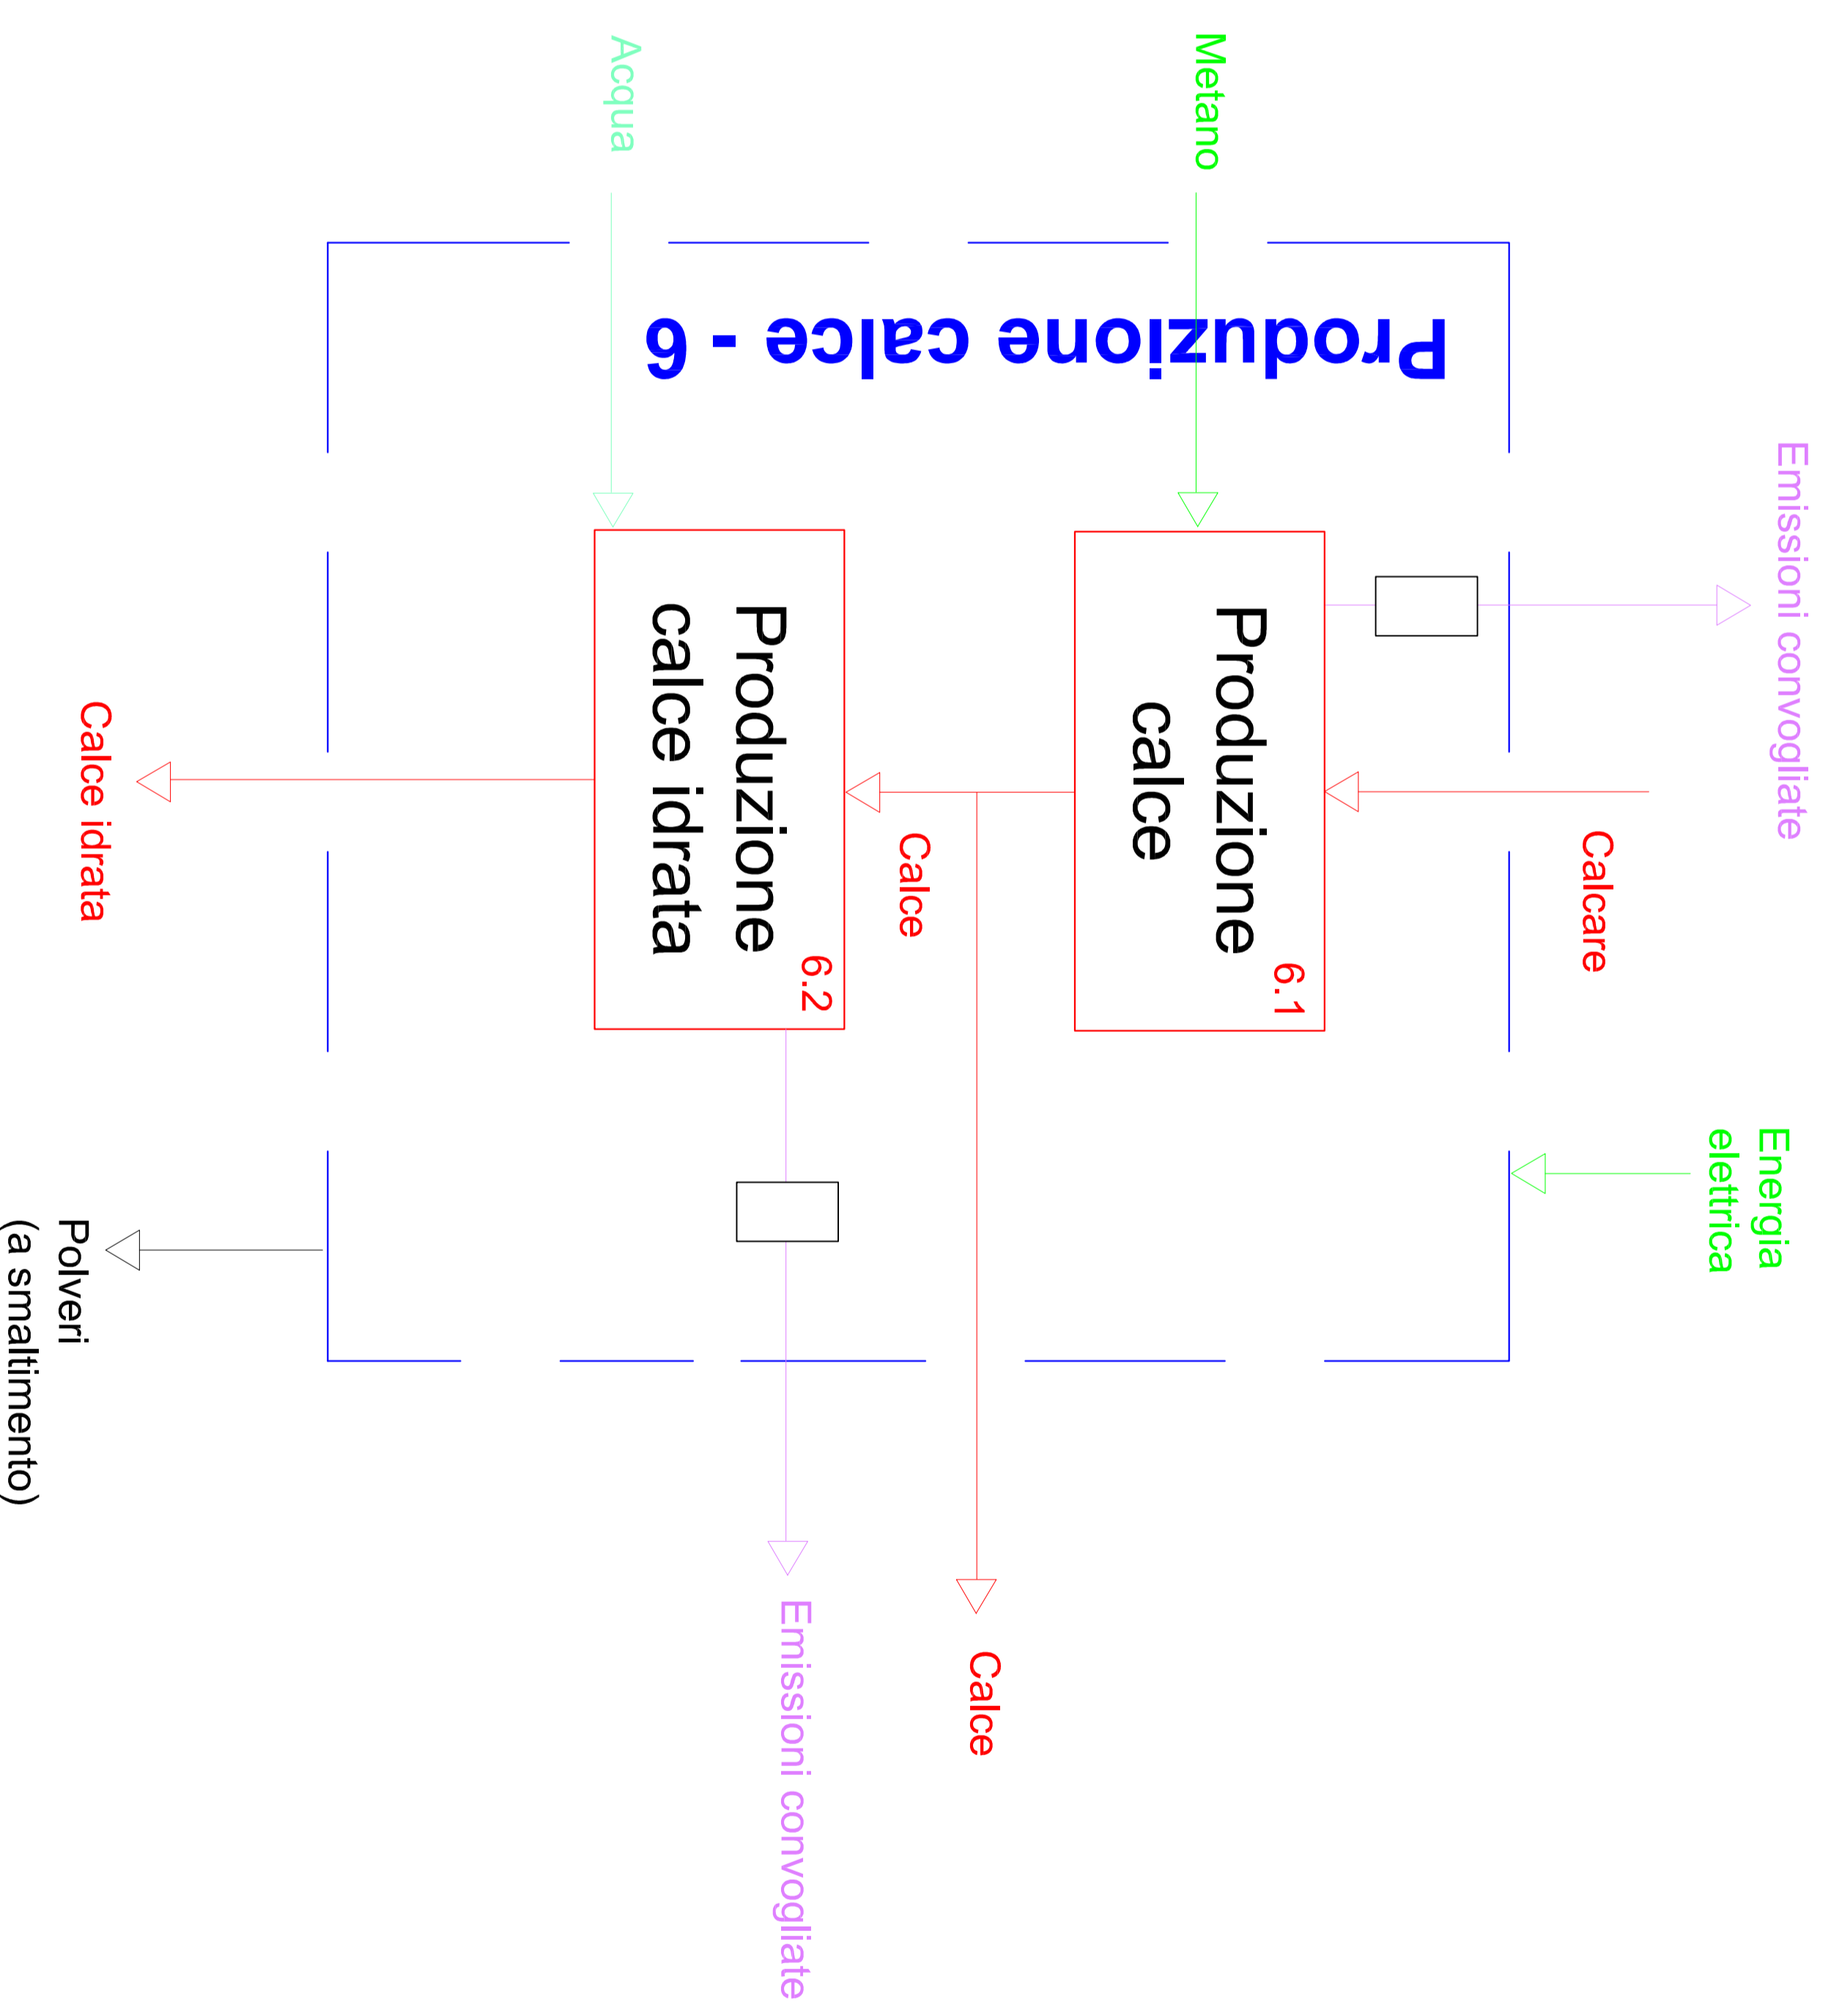 Produzione calce - 6
Emissioni convogliate
Energia
elettrica
Calcare
Metano
6.1
Produzione
calce
Calce
Calce
Acqua
6.2
Produzione
calce idrata
Emissioni convogliate
Calce idrata
Polveri
(a smaltimento)